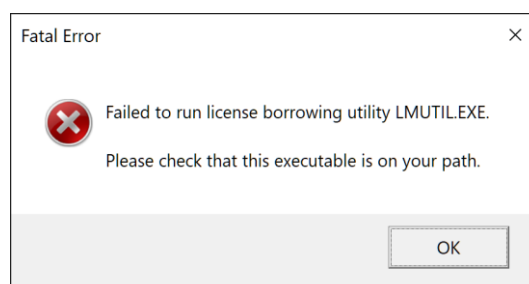 Fatal Error
Failed to run license borrowing utility LMUTIL.EXE.
Please check that this executable is on your path.
OK